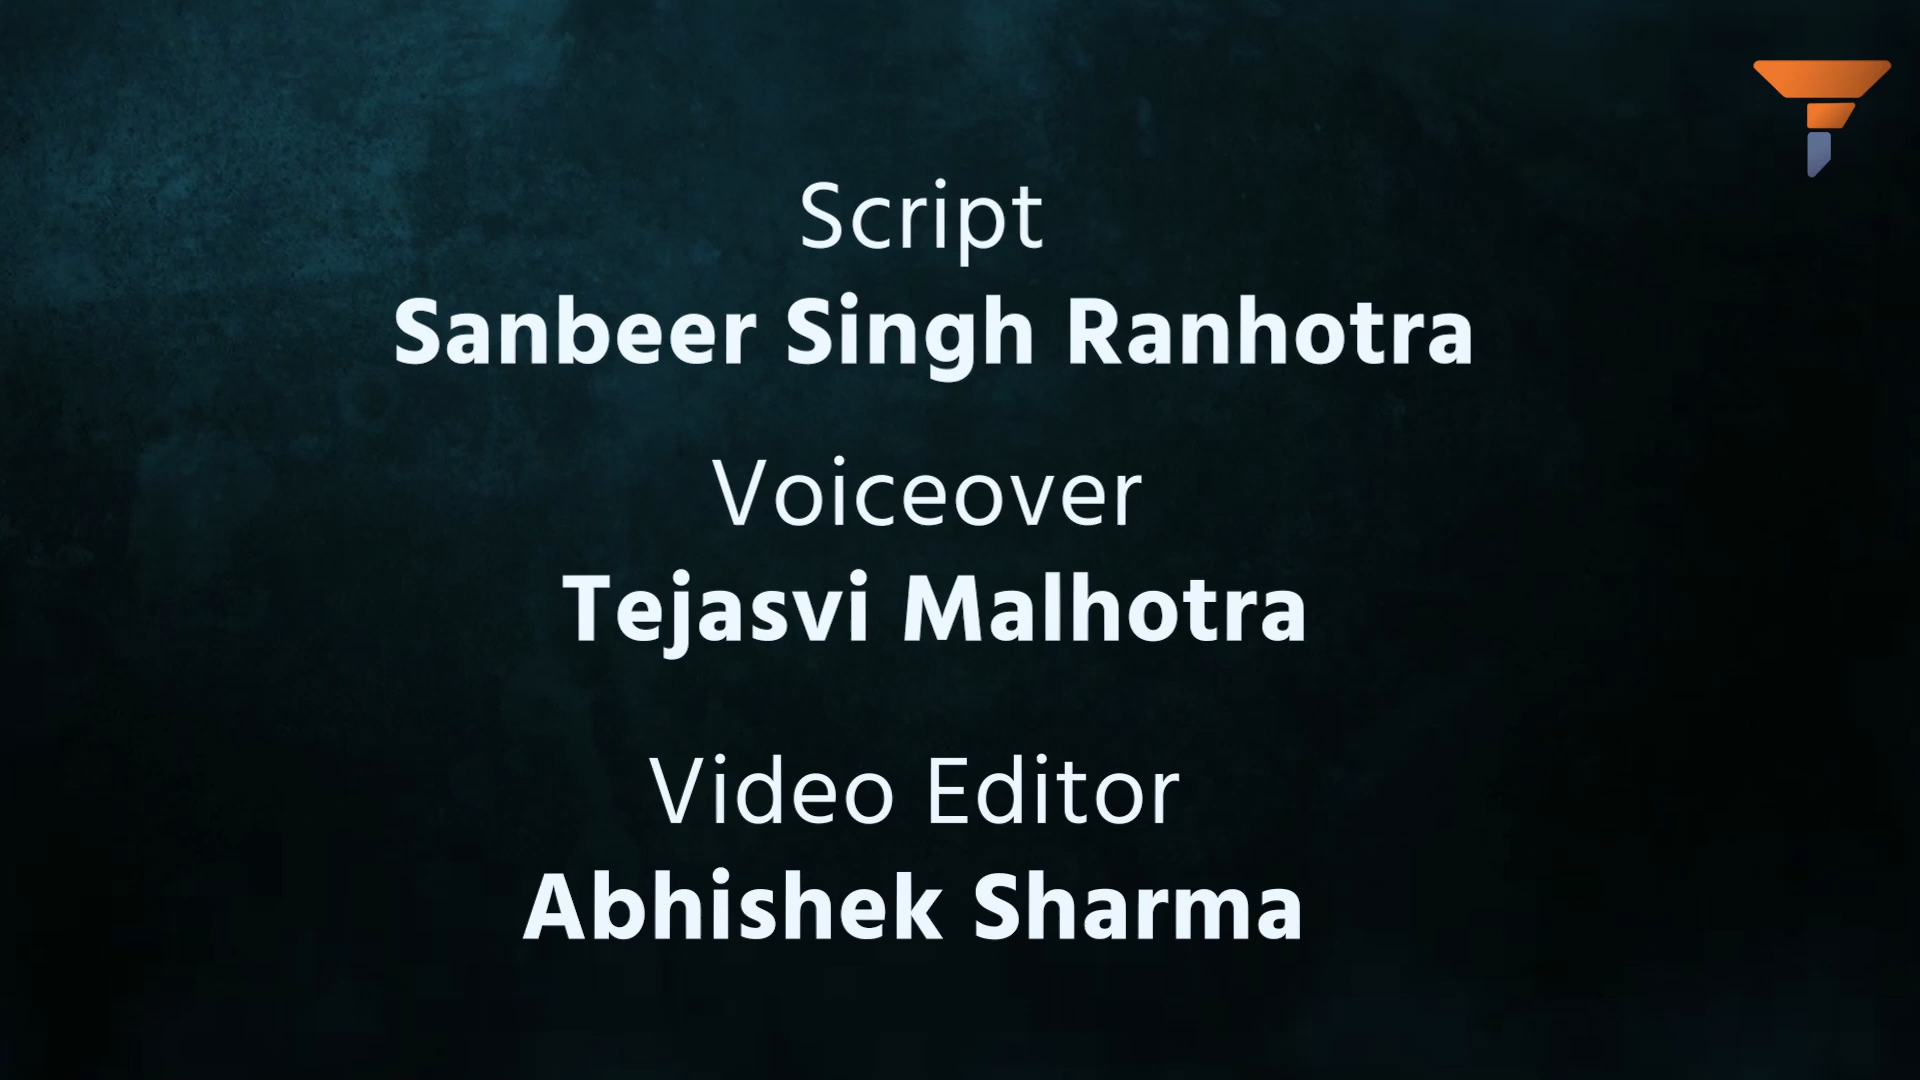 Script
Sanbeer Singh Ranhotra
Voiceover
Tejasvi Malhotra
Video Editor
Abhishek Sharma